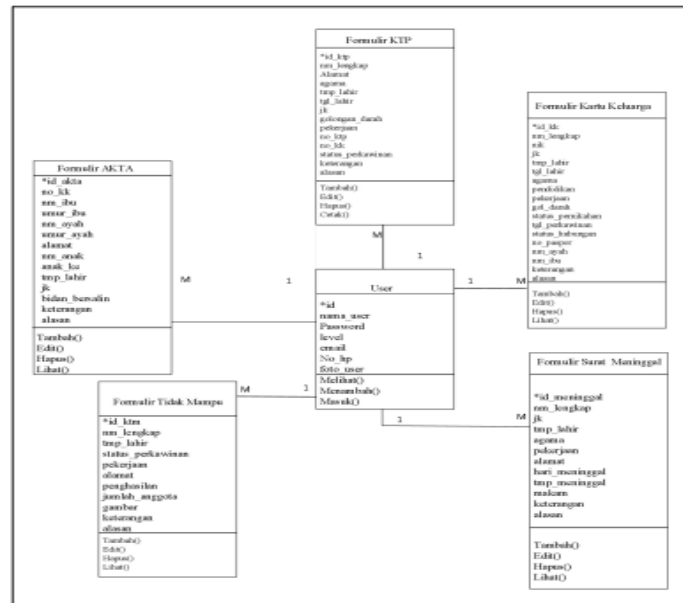 Formulir KTP
*id_ktp
nm_lengkap
Alamat
agama
tmp_lahir
tgl_lahir
jk
golongan_darah
pekerjaan
no_ktp
no_kk
status_perkawinan
keterangan
alasan
Tambah()
Edit()
Hapus()
Cetak()
Formulir Kartu Keluarga
*id_kk
nm_lengkap
nik
jk
tmp_lahir
tgl_lahir
agama
pendidikan
pekerjaan
gol_darah
status_pernikahan
tgl_perkawinan
status_hubungan
no_paspor
nm_ayah
nm_ibu
keterangan
alasan
Tambah()
Edit()
Hapus()
Lihat()
Formulir AKTA
*id_akta
no_kk
nm_ibu
umur_ibu
nm_ayah
umur_ayah
alamat
nm_anak
anak_ke
tmp_lahir
jk
bidan_bersalin
keterangan
alasan
Tambah()
Edit()
Hapus()
Lihat()
M
1
M
1
1
M
User
*id
nama_user
Password
level
email
No_hp
foto_user
Melihat()
Menambah()
Masuk()
M
1
1
M
Formulir Tidak Mampu
*id_ktm
nm_lengkap
tmp_lahir
status_perkawinan
pekerjaan
alamat
penghasilan
jumlah_anggota
gambar
keterangan
alasan
Tambah()
Edit()
Hapus()
Lihat()
Formulir Surat Meninggal
*id_meninggal
nm_lengkap
jk
tmp_lahir
agama
pekerjaan
alamat
hari_meninggal
tmp_meninggal
makam
keterangan
alasan
Tambah()
Edit()
Hapus()
Lihat()